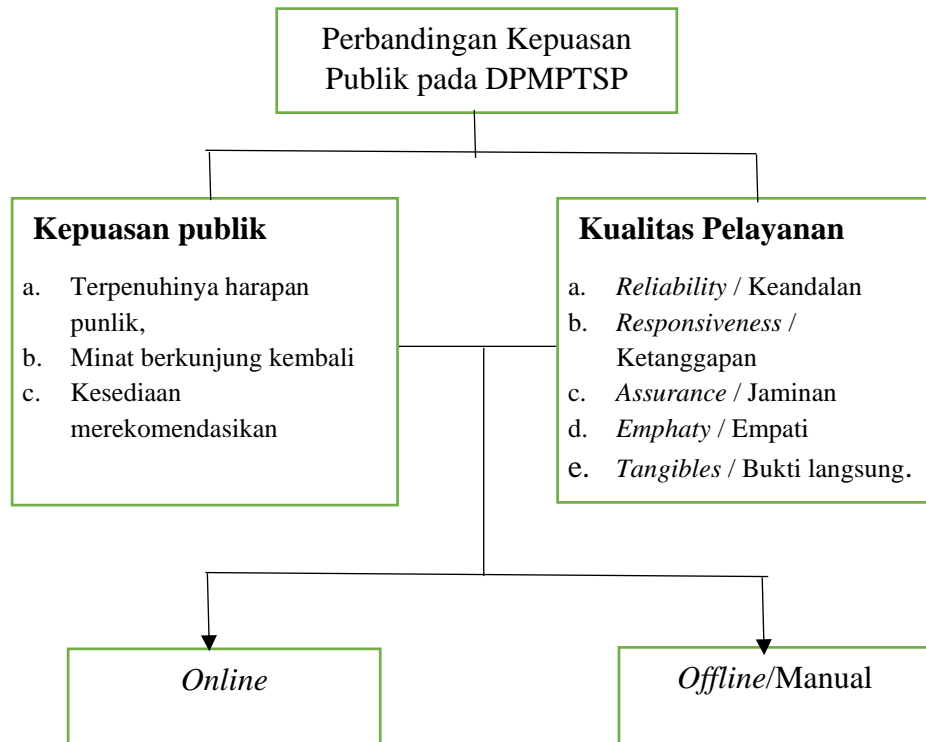 Perbandingan Kepuasan
Publik pada DPMPTSP
Kepuasan publik
a. Terpenuhinya harapan
punlik,
b. Minat berkunjung kembali
c. Kesediaan
merekomendasikan
Kualitas Pelayanan
a. Reliability / Keandalan
b. Responsiveness /
Ketanggapan
c. Assurance / Jaminan
d. Emphaty / Empati
e. Tangibles / Bukti langsung.
Online
Offline/Manual